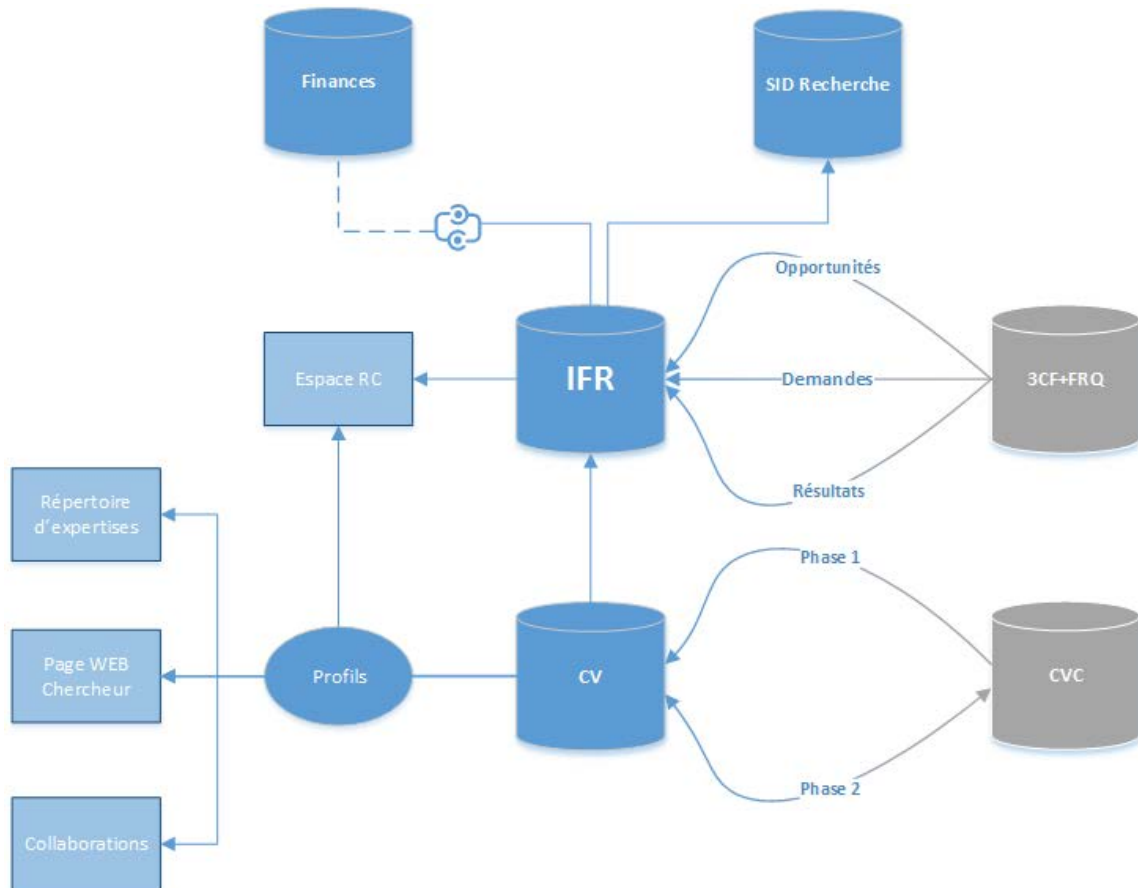 Finances
SID Recherche
Opportunités
Espace RC
IFR
Demandes
3CF+FRQ
Résultats
Répertoire
d'expertises
Phase 1
Page WEB
Chercheur
Profils
CV
CVC
Phase 2
Collaborations